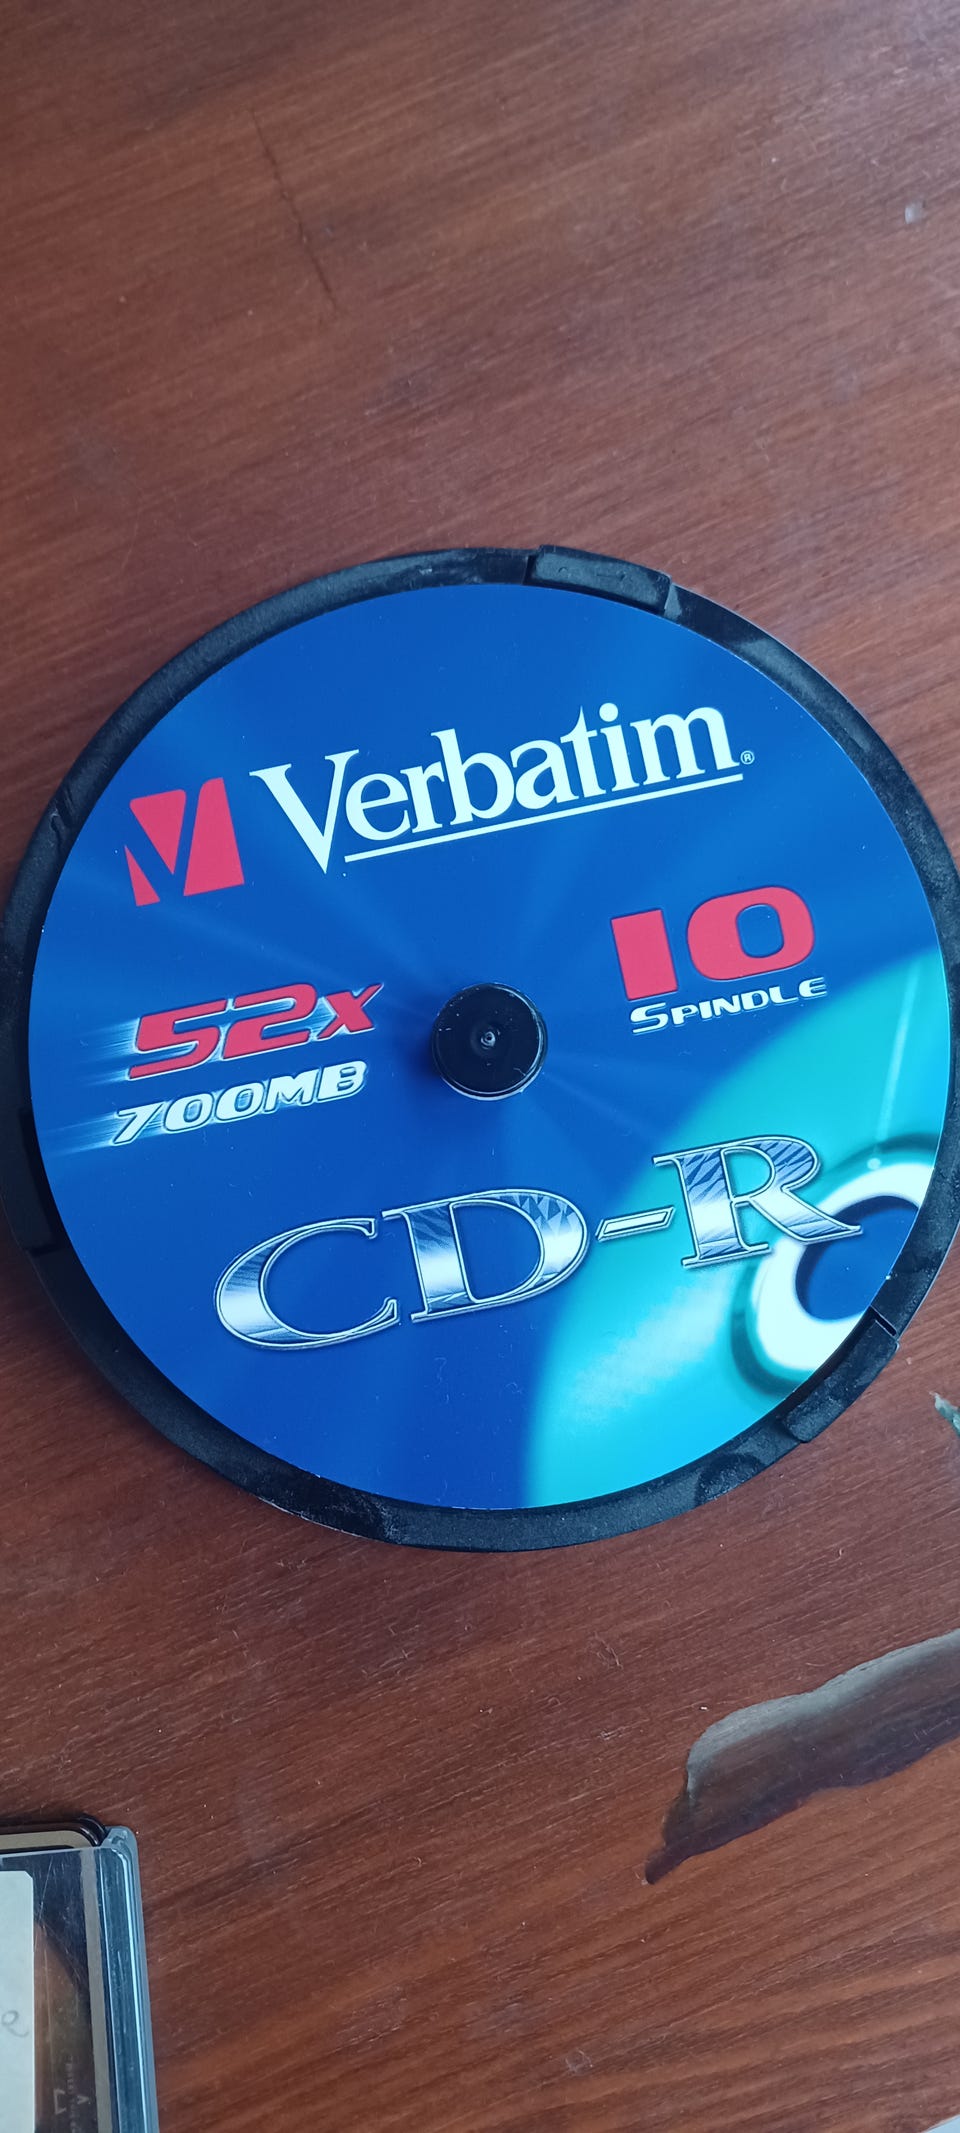 Verbatim®
10
SPINDLE
52x
700MB
CD-R